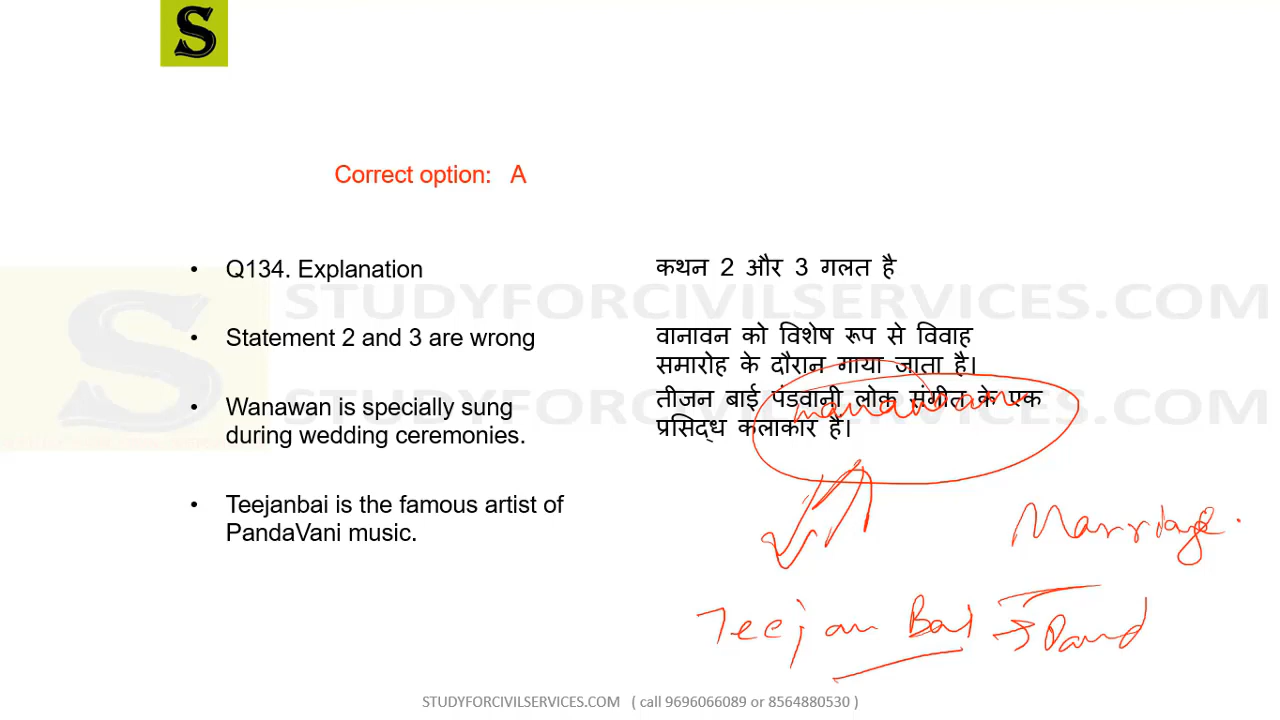 S
Correct option: A
Q134. Explanation
Statement 2 and 3 are wrong
Wanawan is specially sung
during wedding ceremonies.
Teejanbai is the famous artist of
PandaVani music.
कथन 2 और 3 गलत है
वानावन को विशेष रूप से विवाह
समारोह के दौरान गाया जाता है।
तीजन बाई पंडवानी लोक संगीत के एक
प्रसिद्ध कलाकार हैं।
Marriage.
Teejan Bai → Pand
STUDYFORCIVILSERVICES.COM
STUDYFORCIVILSERVICES.COM
STUDYFORCIVILSERVICES.COM ( call 9696066089 or 8564880530 )